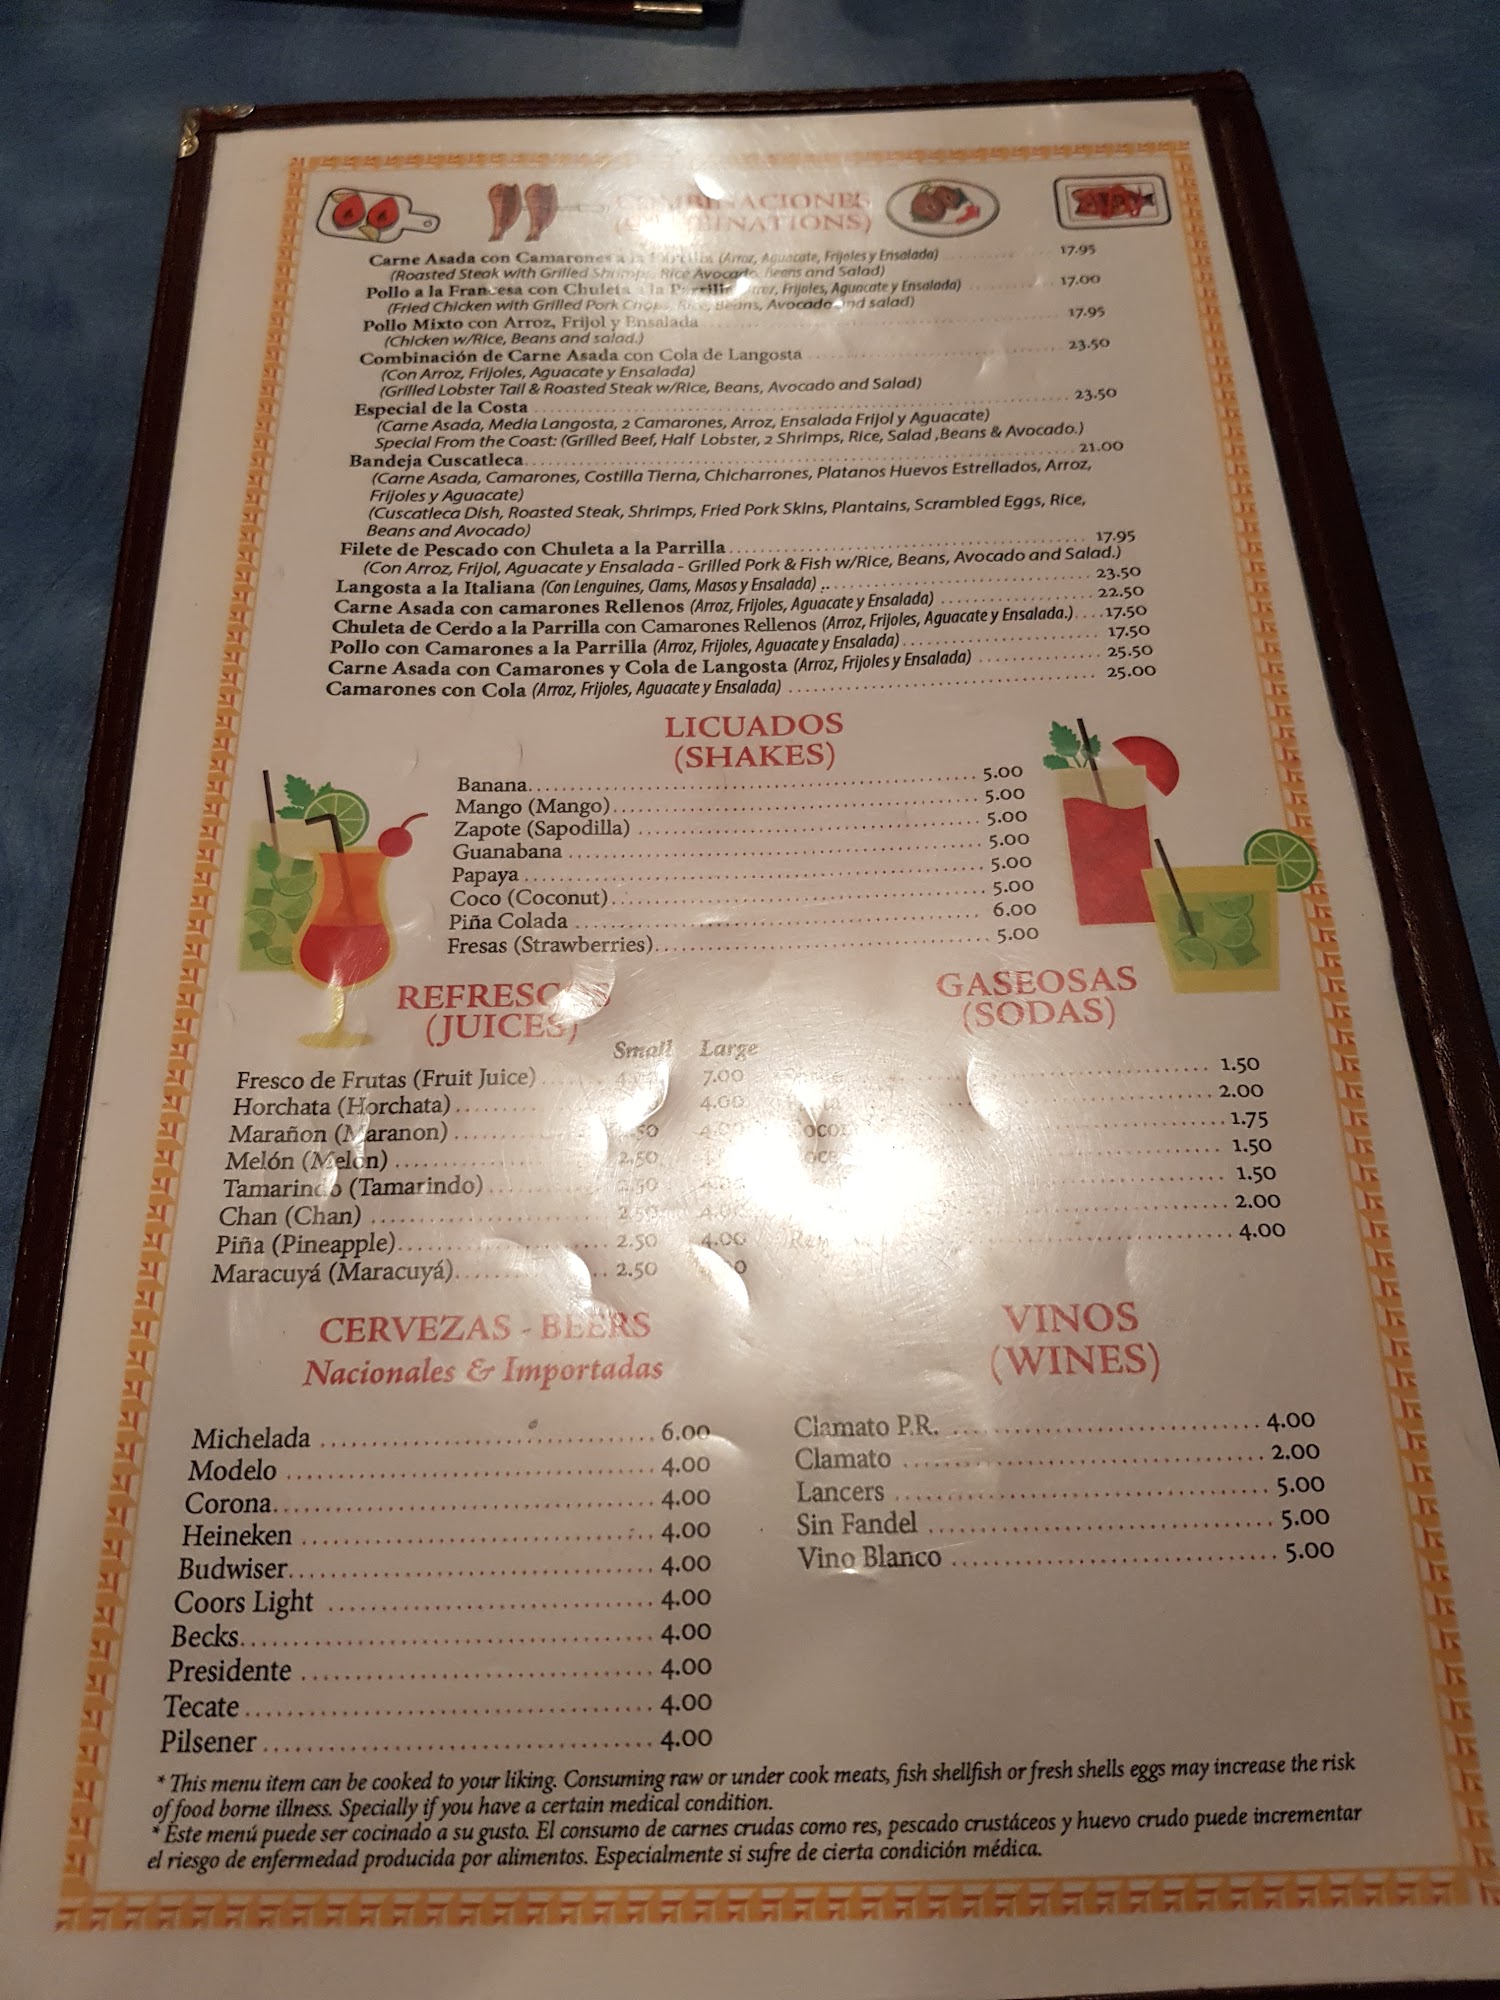 COMBINACIONES
(COMBINATIONS)
Carne Asada con Camarones a la Parrilla (Arroz, Aguacate, Frijoles y Ensalada) 17.95
(Roasted Steak with Grilled Shrimps, Rice Avocado, Beens and Salad)
Pollo a la Francesa con Chuleta a la Parrilla (Arroz, Frijoles, Aguacate y Ensalada) 17.00
(Fried Chicken with Grilled Pork Chops, Rice, Beans, Avocado and salad)
Pollo Mixto con Arroz, Frijol y Ensalada 17.95
(Chicken w/Rice, Beans and salad.)
Combinación de Carne Asada con Cola de Langosta 23.50
(Con Arroz, Frijoles, Aguacate y Ensalada)
(Grilled Lobster Tail & Roasted Steak w/Rice, Beans, Avocado and Salad)
Especial de la Costa 23.50
(Carne Asada, Media Langosta, 2 Camarones, Arroz, Ensalada Frijol y Aguacate)
Special From the Coast: (Grilled Beef, Half Lobster, 2 Shrimps, Rice, Salad ,Beans & Avocado.)
Bandeja Cuscatleca 21.00
(Carne Asada, Camarones, Costilla Tierna, Chicharrones, Platanos Huevos Estrellados, Arroz,
Frijoles y Aguacate)
(Cuscatleca Dish, Roasted Steak, Shrimps, Fried Pork Skins, Plantains, Scrambled Eggs, Rice,
Beans and Avocado)
Filete de Pescado con Chuleta a la Parrilla 17.95
(Con Arroz, Frijol, Aguacate y Ensalada - Grilled Pork & Fish w/Rice, Beans, Avocado and Salad.)
Langosta a la Italiana (Con Lenguines, Clams, Masos y Ensalada) 23.50
Carne Asada con camarones Rellenos (Arroz, Frijoles, Aguacate y Ensalada) 22.50
Chuleta de Cerdo a la Parrilla con Camarones Rellenos (Arroz, Frijoles, Aguacate y Ensalada.) 17.50
Pollo con Camarones a la Parrilla (Arroz, Frijoles, Aguacate y Ensalada) 17.50
Carne Asada con Camarones y Cola de Langosta (Arroz, Frijoles y Ensalada) 25.50
Camarones con Cola (Arroz, Frijoles, Aguacate y Ensalada) 25.00
LICUADOS
(SHAKES)
Banana 5.00
Mango (Mango) 5.00
Zapote (Sapodilla) 5.00
Guanabana 5.00
Papaya 5.00
Coco (Coconut) 5.00
Piña Colada 6.00
Fresas (Strawberries) 5.00
REFRESCOS
(JUICES)
Small Large
Fresco de Frutas (Fruit Juice) 7.00
Horchata (Horchata) 4.00
Marañon (Maranon)
Melón (Melon) 2.50
Tamarindo (Tamarindo) 2.50
Chan (Chan) 2.50 4.00
Piña (Pineapple) 2.50 4.00
Maracuyá (Maracuyá) 2.50
GASEOSAS
(SODAS)
1.50
2.00
1.75
1.50
1.50
2.00
4.00
CERVEZAS - BEERS
Nacionales & Importadas
Michelada 6.00
Modelo 4.00
Corona 4.00
Heineken 4.00
Budwiser 4.00
Coors Light 4.00
Becks 4.00
Presidente 4.00
Tecate 4.00
Pilsener 4.00
VINOS
(WINES)
Clamato P.R. 4.00
Clamato 2.00
Lancers 5.00
Sin Fandel 5.00
Vino Blanco 5.00
* This menu item can be cooked to your liking. Consuming raw or under cook meats, fish shellfish or fresh shells eggs may increase the risk
of food borne illness. Specially if you have a certain medical condition.
* Este menú puede ser cocinado a su gusto. El consumo de carnes crudas como res, pescado crustáceos y huevo crudo puede incrementar
el riesgo de enfermedad producida por alimentos. Especialmente si sufre de cierta condición médica.